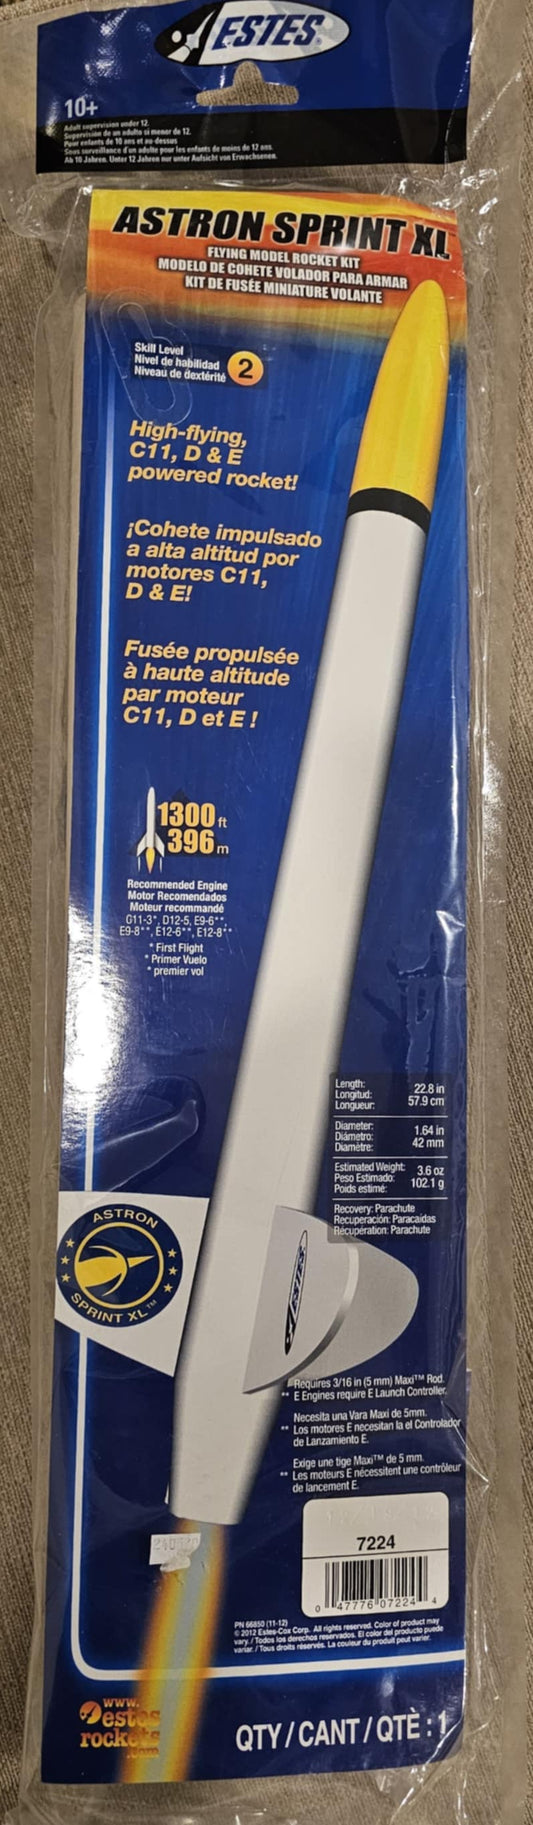 ESTES
10+
Adult supervision under 12.
Supervisión de un adulto si menor de 12.
Pour enfants de 10 ans et au-dessus
Sous surveillance d'un adulte pour les enfants de moins de 12 ans.
Ab 10 Jahren. Unter 12 Jahren nur unter Aufsicht von Erwachsenen.
ASTRON SPRINT XL™
FLYING MODEL ROCKET KIT
MODELO DE COHETE VOLADOR PARA ARMAR
KIT DE FUSÉE MINIATURE VOLANTE
Skill Level
Nivel de habilidad
Niveau de dextérité
2
High-flying,
C11, D & E
powered rocket!
¡Cohete impulsado
a alta altitud por
motores C11,
D & E!
Fusée propulsée
à haute altitude
par moteur
C11, D et E !
1300 ft
396 m
Recommended Engine
Motor Recomendados
Moteur recommandé
C11-3*, D12-5, E9-6**,
E9-8**, E12-6**, E12-8**
* First Flight
* Primer Vuelo
* premier vol
Length:
Longitud:
Longueur:
22.8 in
57.9 cm
Diameter:
Diámetro:
Diamètre:
1.64 in
42 mm
Estimated Weight:
Peso Estimado:
Poids estimé:
3.6 oz
102.1 g
Recovery: Parachute
Recuperación: Paracaídas
Récupération: Parachute
ASTRON
SPRINT XL™
ESTES
Requires 3/16 in (5 mm) Maxi™ Rod.
** E Engines require E Launch Controller.
Necesita una Vara Maxi de 5mm.
** Los motores E necesitan la el Controlador
de Lanzamiento E.
Exige une tige Maxi™ de 5 mm.
** Les moteurs E nécessitent une contrôleur
de lancement E.
7224
0 47776 07224 4
PN 66850 (11-12)
© 2012 Estes-Cox Corp. All rights reserved. Color of product may
vary. / Todos los derechos reservados. El color del producto puede
variar. / Tous droits réservés. La couleur du produit peut varier.
www.
estes
rockets
.com
QTY / CANT / QTÈ : 1